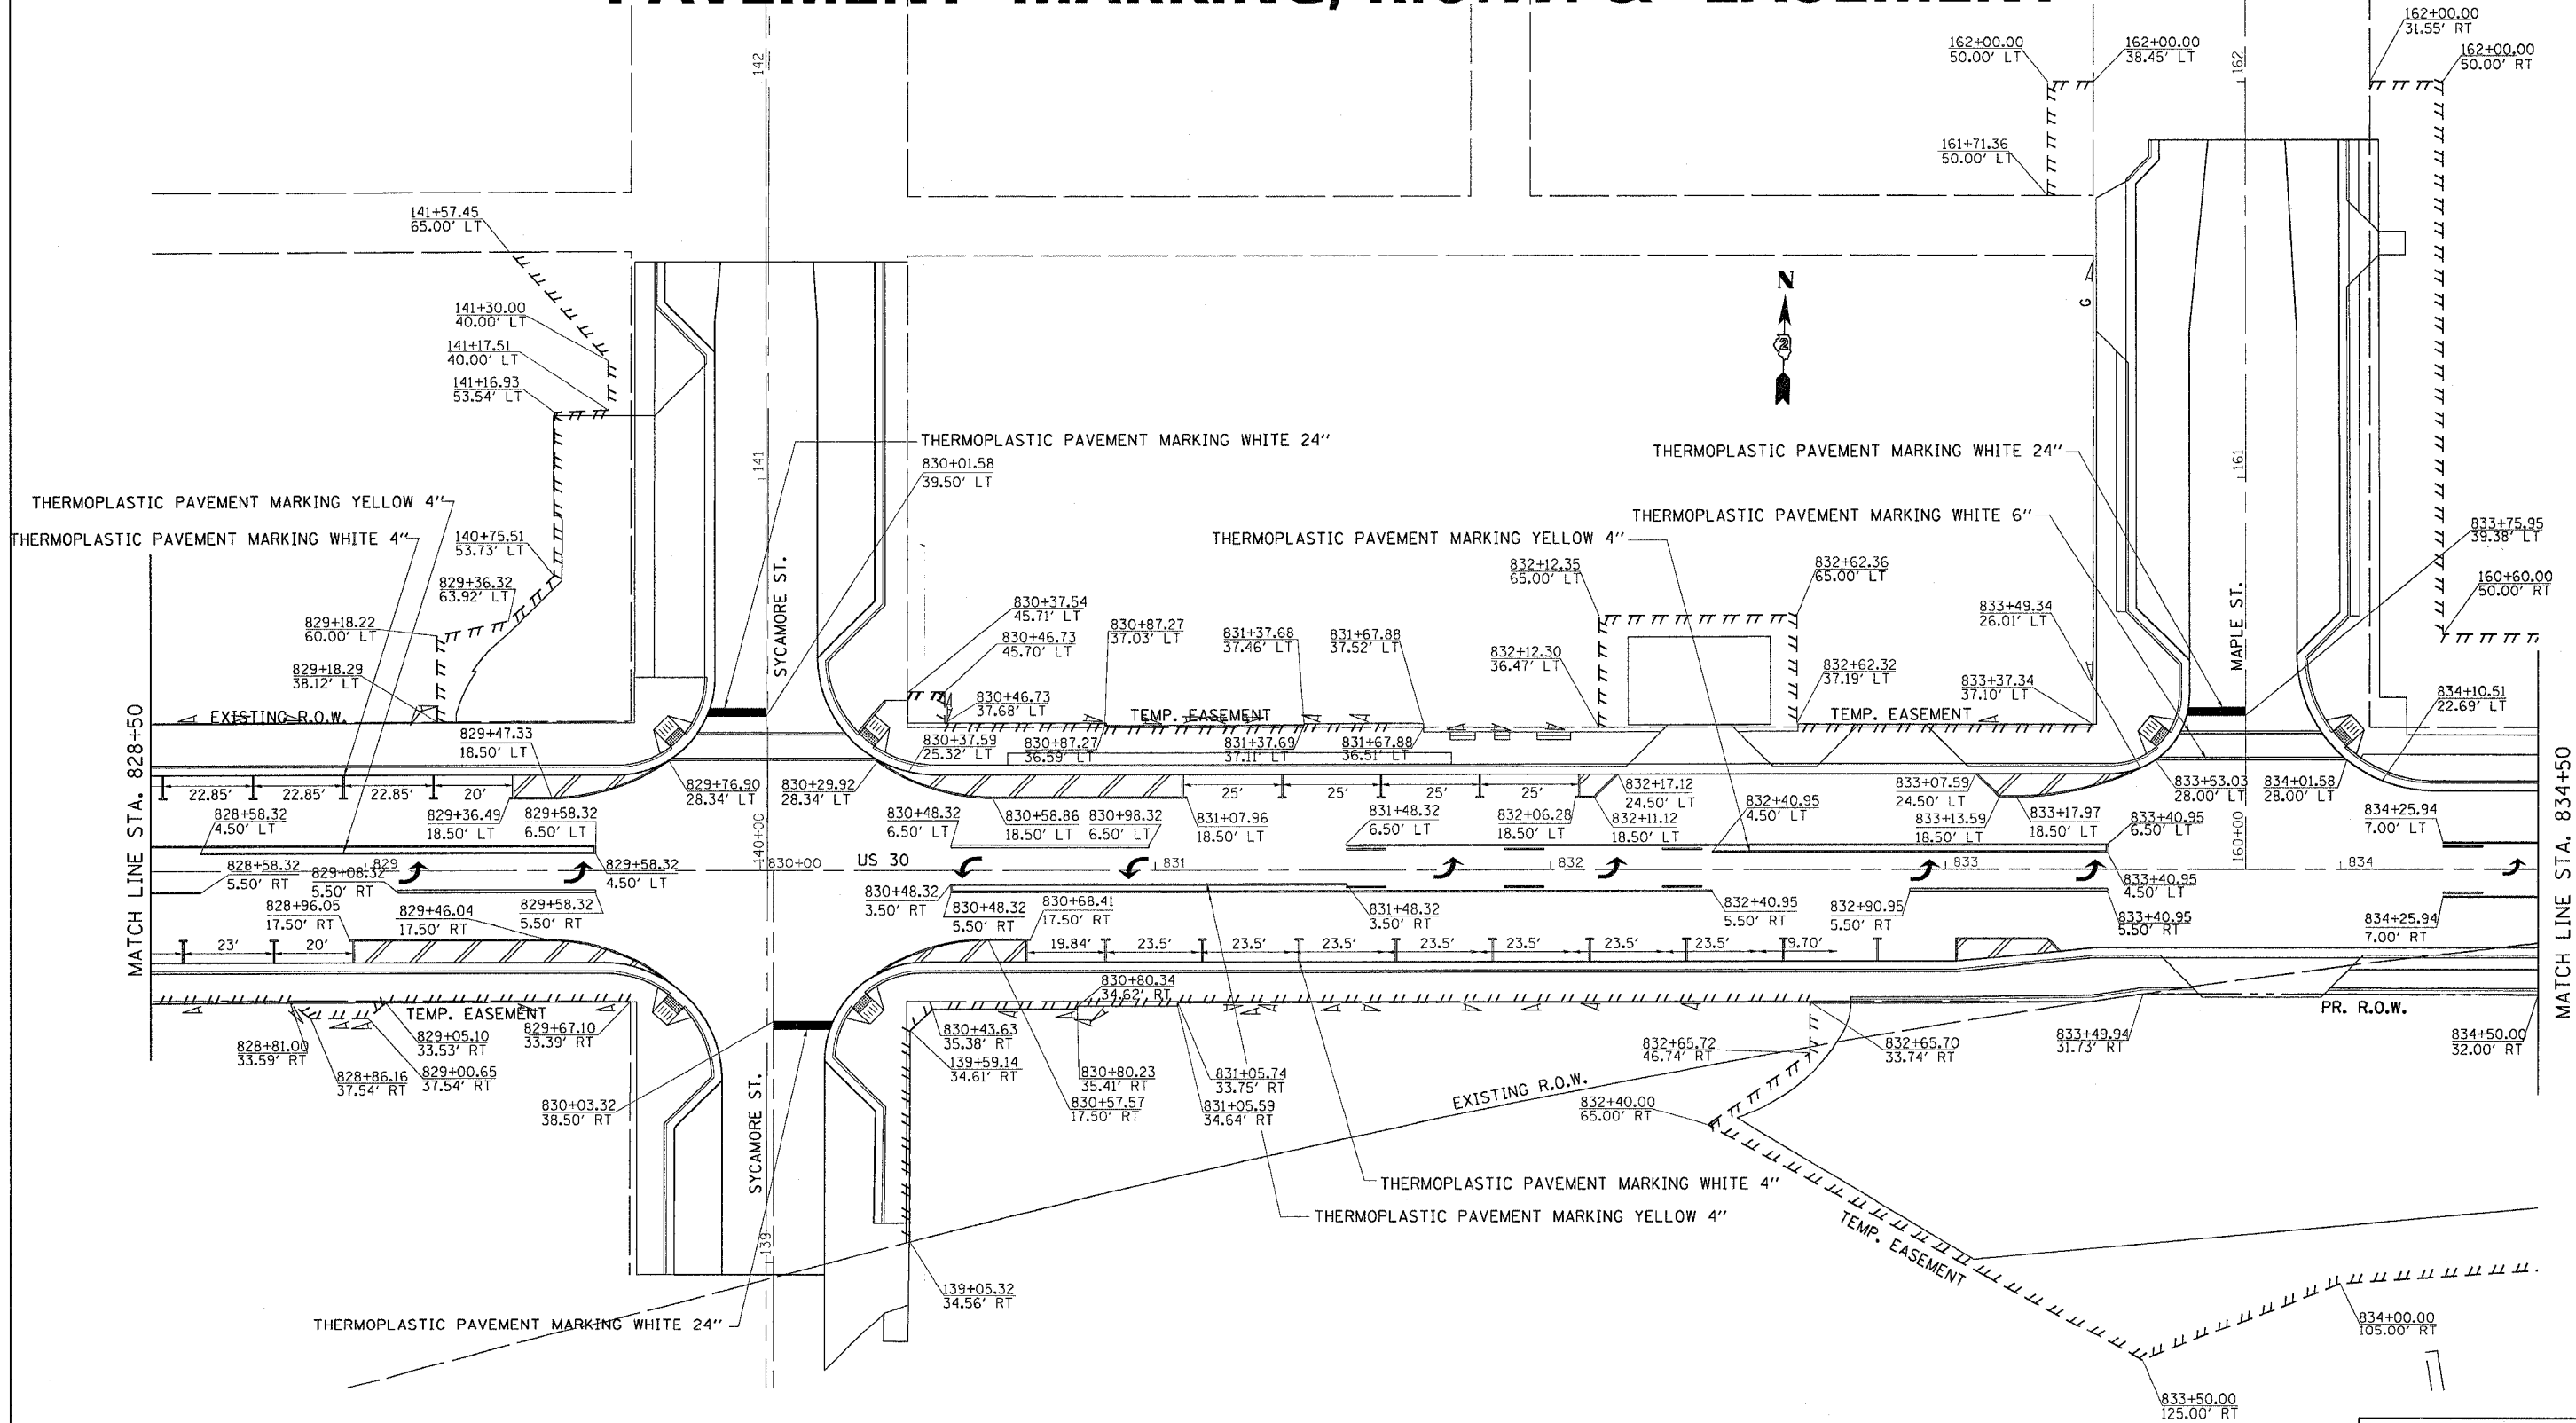 162+00.00
31.55' RT
162+00.00
50.00' LT
162+00.00
38.45' LT
162+00.00
50.00' RT
142
162
161+71.36
50.00' LT
141+57.45
65.00' LT
141+30.00
40.00' LT
141+17.51
40.00' LT
141+16.93
53.54' LT
N
2
G
THERMOPLASTIC PAVEMENT MARKING WHITE 24"
830+01.58
39.50' LT
THERMOPLASTIC PAVEMENT MARKING WHITE 24"
141
161
THERMOPLASTIC PAVEMENT MARKING YELLOW 4"
THERMOPLASTIC PAVEMENT MARKING WHITE 4"
THERMOPLASTIC PAVEMENT MARKING WHITE 6"
THERMOPLASTIC PAVEMENT MARKING YELLOW 4"
833+75.95
39.38' LT
140+75.51
53.73' LT
829+36.32
63.92' LT
829+18.22
60.00' LT
829+18.29
38.12' LT
SYCAMORE ST.
MAPLE ST.
832+12.35
65.00' LT
832+62.36
65.00' LT
160+60.00
50.00' RT
830+37.54
45.71' LT
830+46.73
45.70' LT
830+87.27
37.03' LT
831+37.68
37.46' LT
831+67.88
37.52' LT
832+12.30
36.47' LT
832+62.32
37.19' LT
833+49.34
26.01' LT
833+37.34
37.10' LT
830+46.73
37.68' LT
834+10.51
22.69' LT
EXISTING R.O.W.
TEMP. EASEMENT
TEMP. EASEMENT
829+47.33
18.50' LT
830+37.59
25.32' LT
830+87.27
36.59' LT
831+37.69
37.11' LT
831+67.88
36.51' LT
MATCH LINE STA. 828+50
MATCH LINE STA. 834+50
22.85'
22.85'
22.85'
20'
829+76.90
28.34' LT
830+29.92
28.34' LT
25'
25'
25'
25'
832+17.12
24.50' LT
833+07.59
24.50' LT
833+53.03
28.00' LT
834+01.58
28.00' LT
828+58.32
4.50' LT
829+36.49
18.50' LT
829+58.32
6.50' LT
830+48.32
6.50' LT
830+58.86
18.50' LT
830+98.32
6.50' LT
831+07.96
18.50' LT
831+48.32
6.50' LT
832+06.28
18.50' LT
832+11.12
18.50' LT
832+40.95
4.50' LT
833+13.59
18.50' LT
833+17.97
18.50' LT
833+40.95
6.50' LT
834+25.94
7.00' LT
140+00
160+00
829
830+00
US 30
831
832
833
834
828+58.32
5.50' RT
829+08.32
5.50' RT
829+58.32
4.50' LT
828+96.05
17.50' RT
829+46.04
17.50' RT
829+58.32
5.50' RT
830+48.32
3.50' RT
830+48.32
5.50' RT
830+68.41
17.50' RT
831+48.32
3.50' RT
832+40.95
5.50' RT
832+90.95
5.50' RT
833+40.95
4.50' LT
833+40.95
5.50' RT
834+25.94
7.00' RT
23'
20'
19.84'
23.5'
23.5'
23.5'
23.5'
23.5'
23.5'
23.5'
9.70'
830+80.34
34.62' RT
TEMP. EASEMENT
PR. R.O.W.
828+81.00
33.59' RT
828+86.16
37.54' RT
829+05.10
33.53' RT
829+00.65
37.54' RT
829+67.10
33.39' RT
830+43.63
35.38' RT
139+59.14
34.61' RT
830+80.23
35.41' RT
830+57.57
17.50' RT
831+05.74
33.75' RT
831+05.59
34.64' RT
832+65.72
46.74' RT
832+65.70
33.74' RT
833+49.94
31.73' RT
834+50.00
32.00' RT
830+03.32
38.50' RT
EXISTING R.O.W.
832+40.00
65.00' RT
SYCAMORE ST.
THERMOPLASTIC PAVEMENT MARKING WHITE 4"
THERMOPLASTIC PAVEMENT MARKING YELLOW 4"
139
TEMP. EASEMENT
139+05.32
34.56' RT
THERMOPLASTIC PAVEMENT MARKING WHITE 24"
834+00.00
105.00' RT
833+50.00
125.00' RT